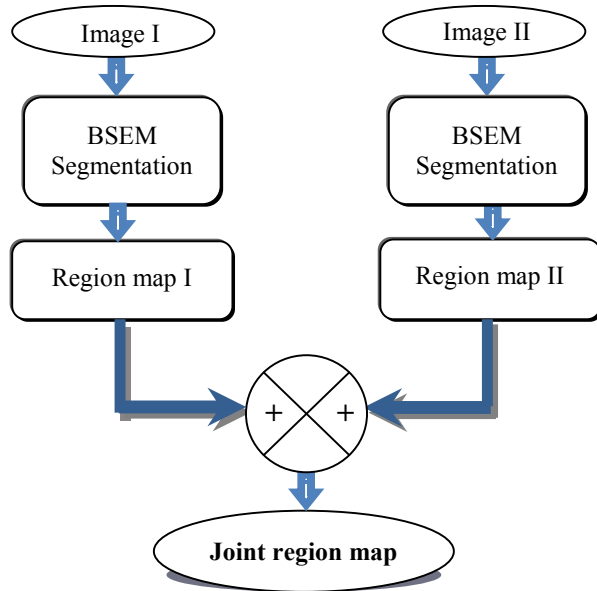 Image I
Image II
BSEM
Segmentation
BSEM
Segmentation
Region map I
Region map II
+ +
Joint region map